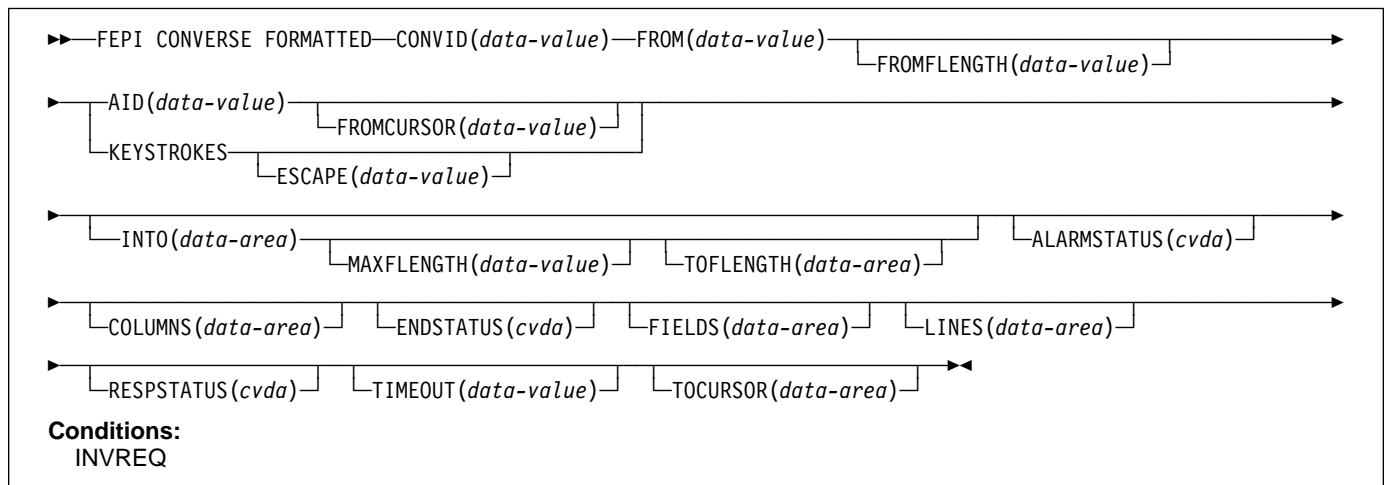 FEPI CONVERSE FORMATTED CONVID(data-value) FROM(data-value)
FROMFLENGTH(data-value)
AID(data-value)
FROMCURSOR(data-value)
KEYSTROKES
ESCAPE(data-value)
INTO(data-area)
MAXFLENGTH(data-value) TOFLENGTH(data-area)
ALARMSTATUS(cvda)
COLUMNS(data-area) ENDSTATUS(cvda) FIELDS(data-area) LINES(data-area)
RESPSTATUS(cvda) TIMEOUT(data-value) TOCURSOR(data-area)
Conditions:
INVREQ